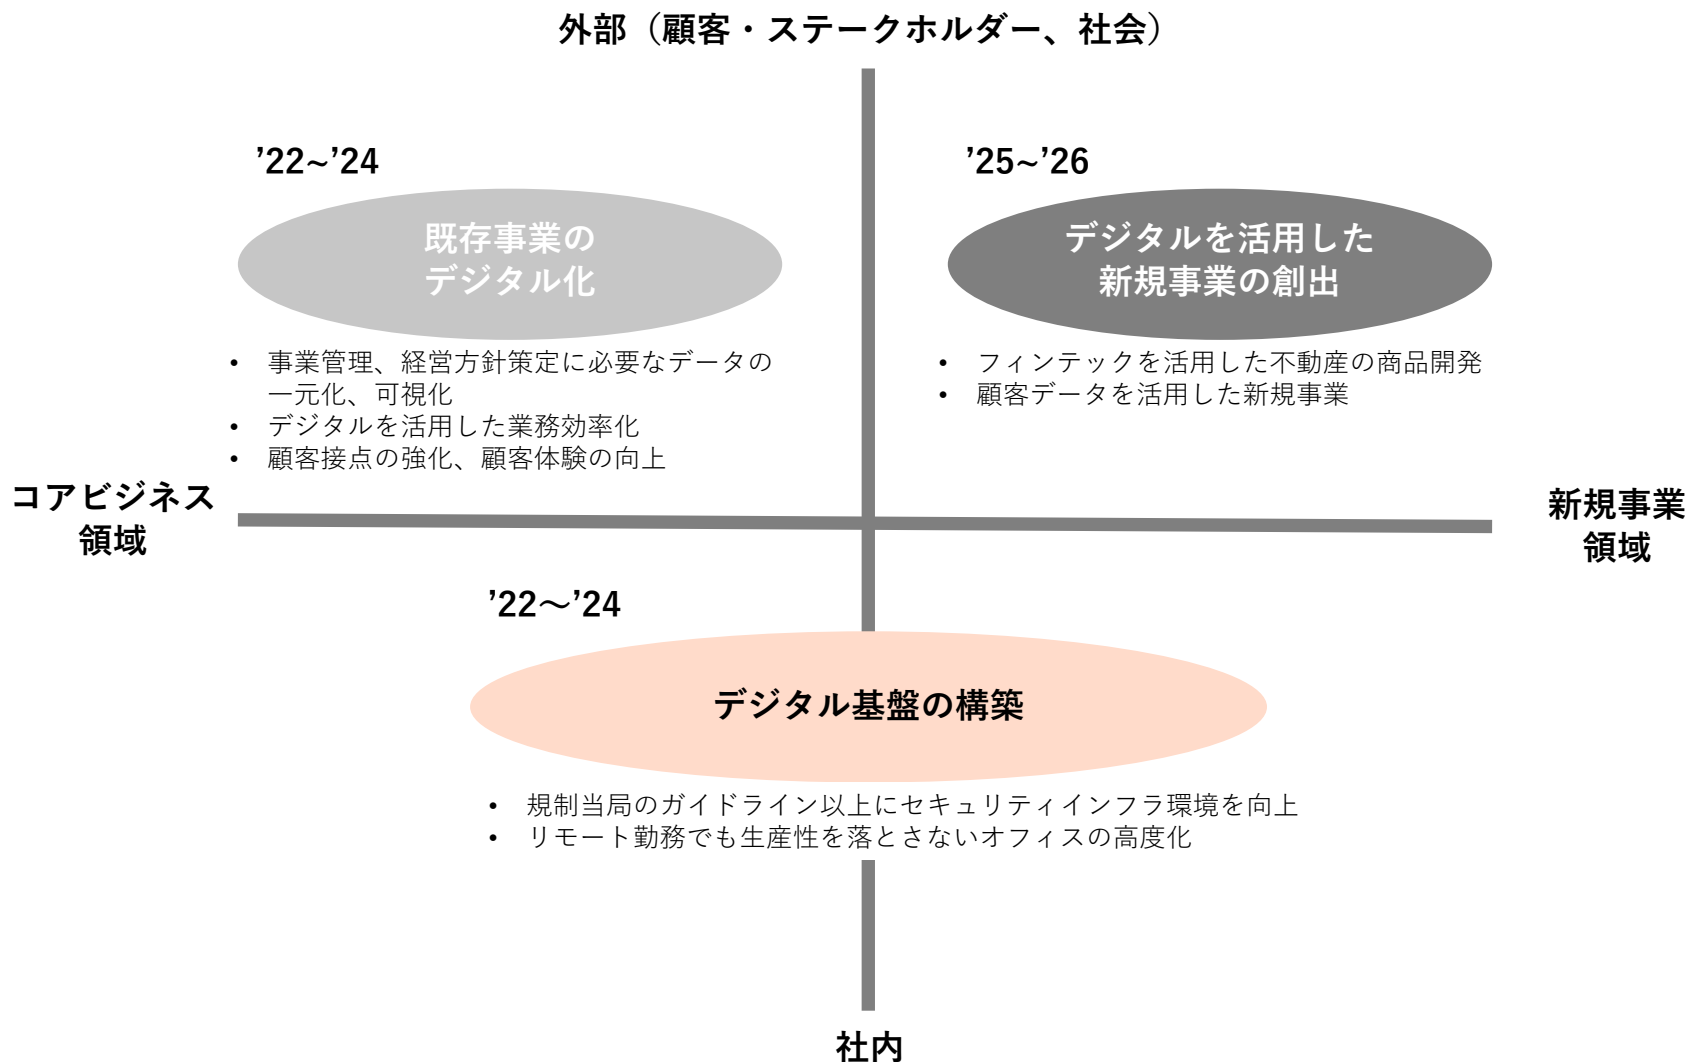 外部（顧客・ステークホルダー、社会）
’22~’24
既存事業の
デジタル化
• 事業管理、経営方針策定に必要なデータの
一元化、可視化
• デジタルを活用した業務効率化
• 顧客接点の強化、顧客体験の向上
’25~’26
デジタルを活用した
新規事業の創出
• フィンテックを活用した不動産の商品開発
• 顧客データを活用した新規事業
コアビジネス
領域
新規事業
領域
’22～’24
デジタル基盤の構築
• 規制当局のガイドライン以上にセキュリティインフラ環境を向上
• リモート勤務でも生産性を落とさないオフィスの高度化
社内